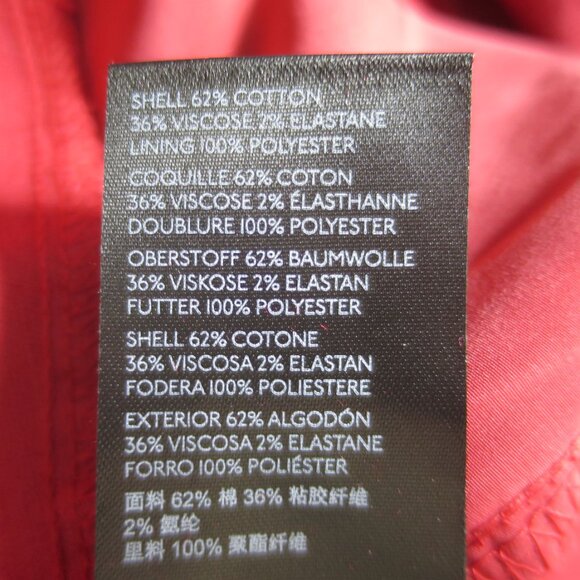 SHELL 62% COTTON
36% VISCOSE 2% ELASTANE
LINING 100% POLYESTER
COQUILLE 62% COTON
36% VISCOSE 2% ÉLASTHANNE
DOUBLURE 100% POLYESTER
OBERSTOFF 62% BAUMWOLLE
36% VISKOSE 2% ELASTAN
FUTTER 100% POLYESTER
SHELL 62% COTONE
36% VISCOSA 2% ELASTAN
FODERA 100% POLIESTERE
EXTERIOR 62% ALGODÓN
36% VISCOSA 2% ELASTANE
FORRO 100% POLIÉSTER
面料 62% 棉 36% 粘胶纤维
2% 氨纶
里料 100% 聚酯纤维